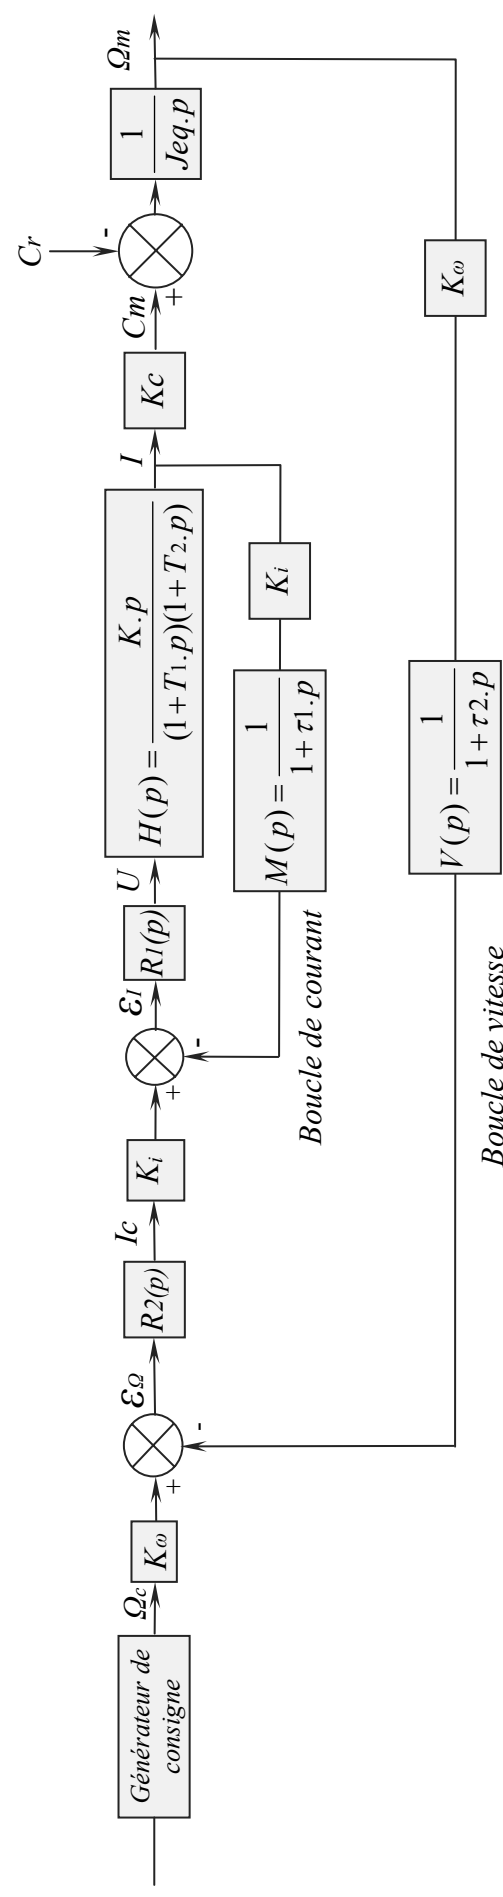 Générateur de
consigne
Ωc
Kω
+
-
εΩ
R2(p)
Ic
Ki
+
-
εI
R1(p)
U
H(p) = K.p / (1+T1.p)(1+T2.p)
I
Kc
Cm
+
-
Cr
1 / Jeq.p
Ωm
Ki
M(p) = 1 / 1+τ1.p
Boucle de courant
Kω
V(p) = 1 / 1+τ2.p
Boucle de vitesse